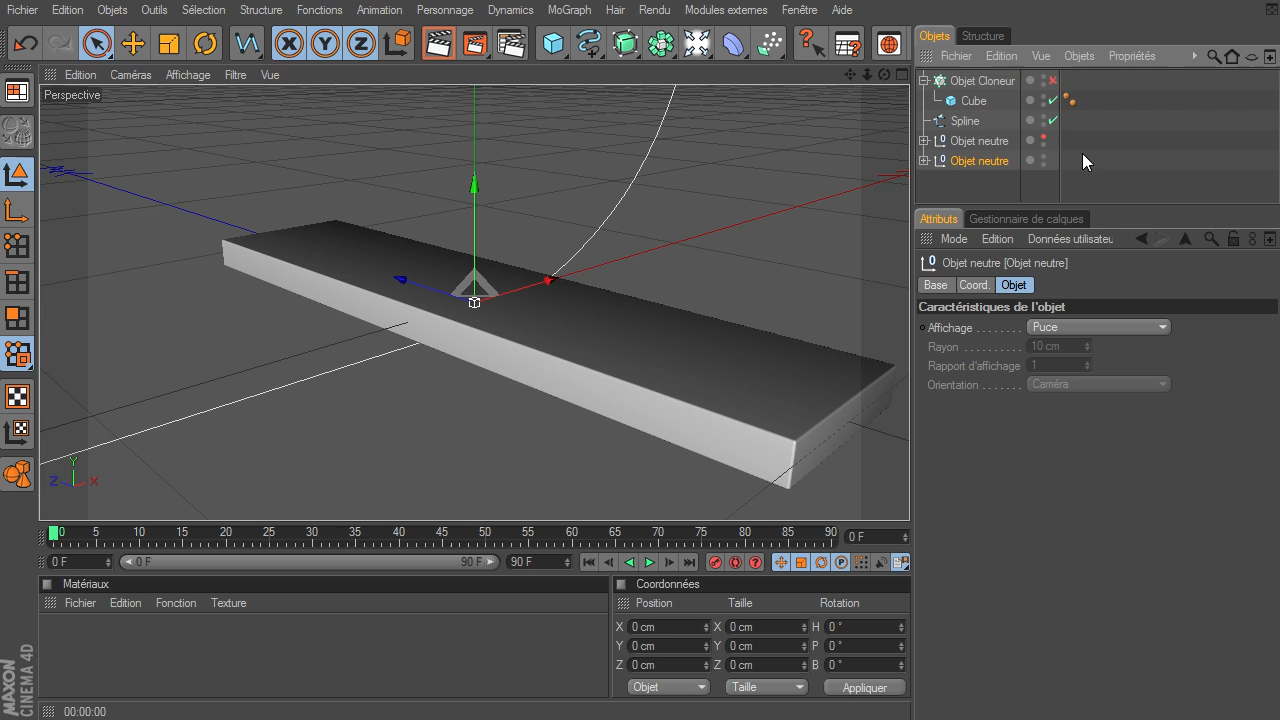 Fichier Edition Objets Outils Sélection Structure Fonctions Animation Personnage Dynamics MoGraph Hair Rendu Modules externes Fenêtre Aide
X Y Z
Objets Structure
Fichier Edition Vue Objets Propriétés
Edition Caméras Affichage Filtre Vue
Perspective
Objet Cloneur
Cube
Spline
Objet neutre
Objet neutre
Attributs Gestionnaire de calques
Mode Edition Données utilisateu
Objet neutre [Objet neutre]
Base Coord. Objet
Caractéristiques de l'objet
Affichage . . . . . . . Puce
Rayon . . . . . . . . . . 10 cm
Rapport d'affichage 1
Orientation . . . . . . Caméra
Y
Z X
0 5 10 15 20 25 30 35 40 45 50 55 60 65 70 75 80 85 90 0 F
0 F 0 F 90 F 90 F
Matériaux
Fichier Edition Fonction Texture
Coordonnées
Position Taille Rotation
X 0 cm X 0 cm H 0 °
Y 0 cm Y 0 cm P 0 °
Z 0 cm Z 0 cm B 0 °
Objet Taille Appliquer
MAXON
CINEMA 4D
00:00:00